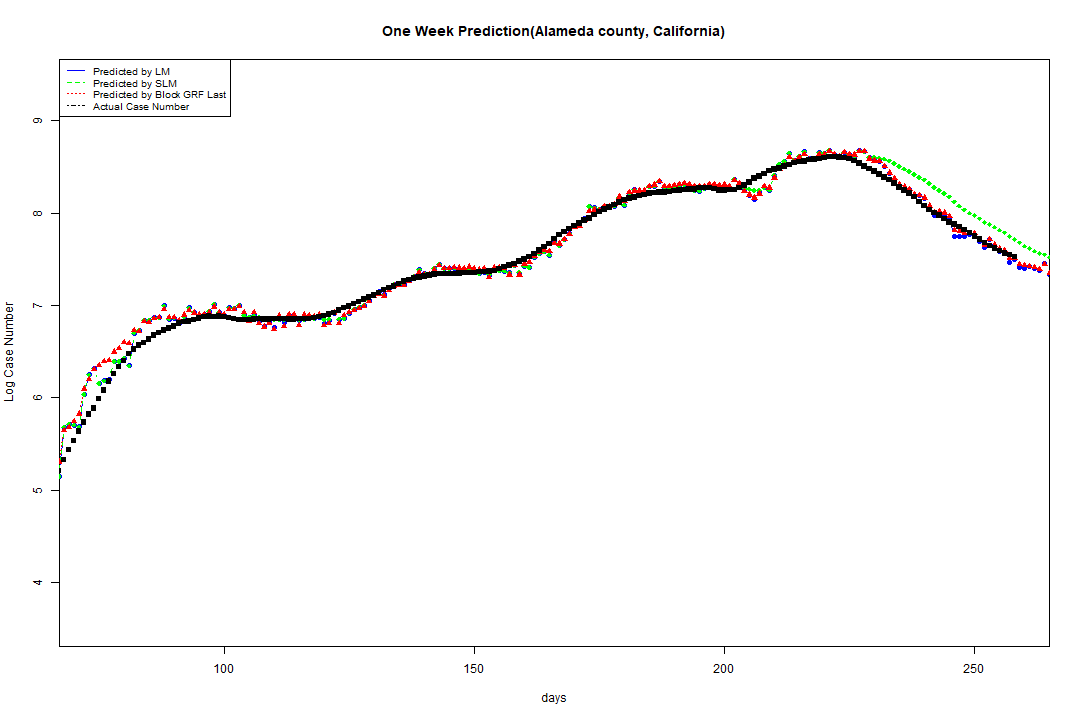 One Week Prediction(Alameda county, California)
Predicted by LM
Predicted by SLM
Predicted by Block GRF Last
Actual Case Number
9
8
7
6
5
4
Log Case Number
100
150
200
250
days